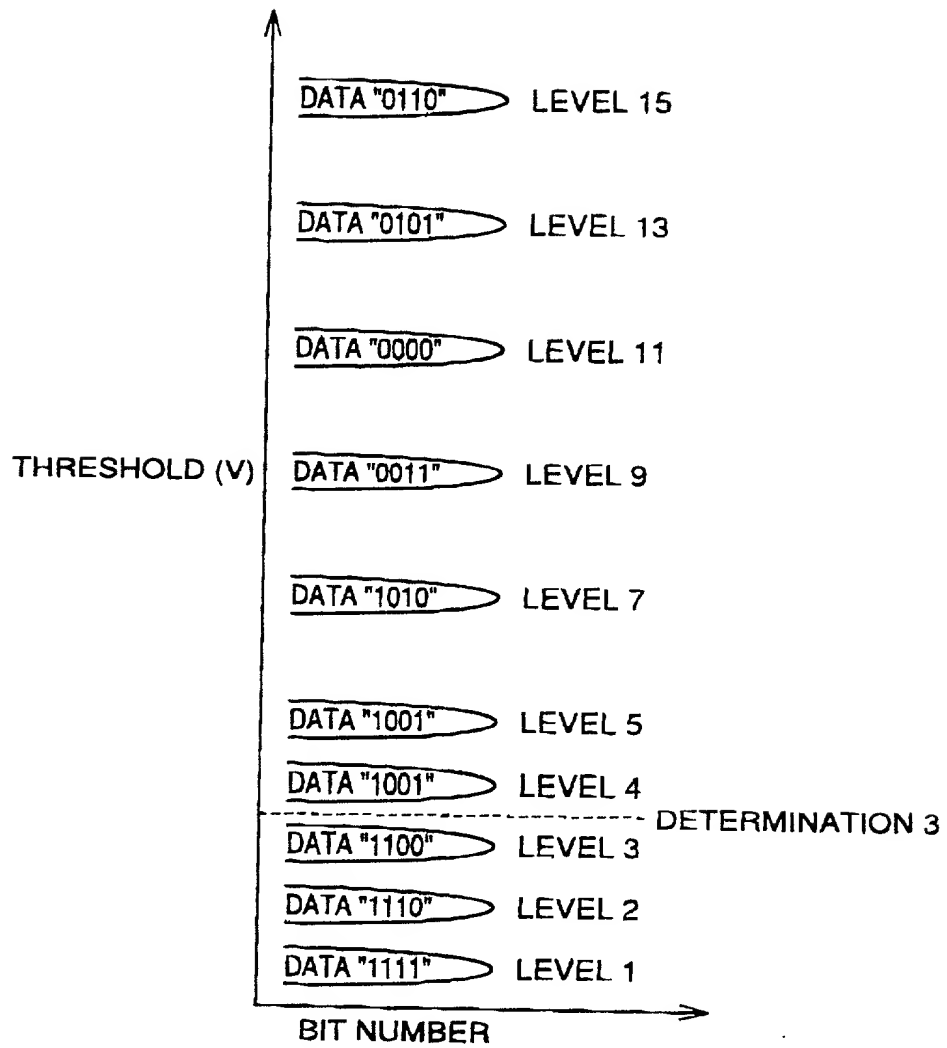 DATA "0110" LEVEL 15
DATA "0101" LEVEL 13
DATA "0000" LEVEL 11
THRESHOLD (V) DATA "0011" LEVEL 9
DATA "1010" LEVEL 7
DATA "1001" LEVEL 5
DATA "1001" LEVEL 4
DETERMINATION 3
DATA "1100" LEVEL 3
DATA "1110" LEVEL 2
DATA "1111" LEVEL 1
BIT NUMBER